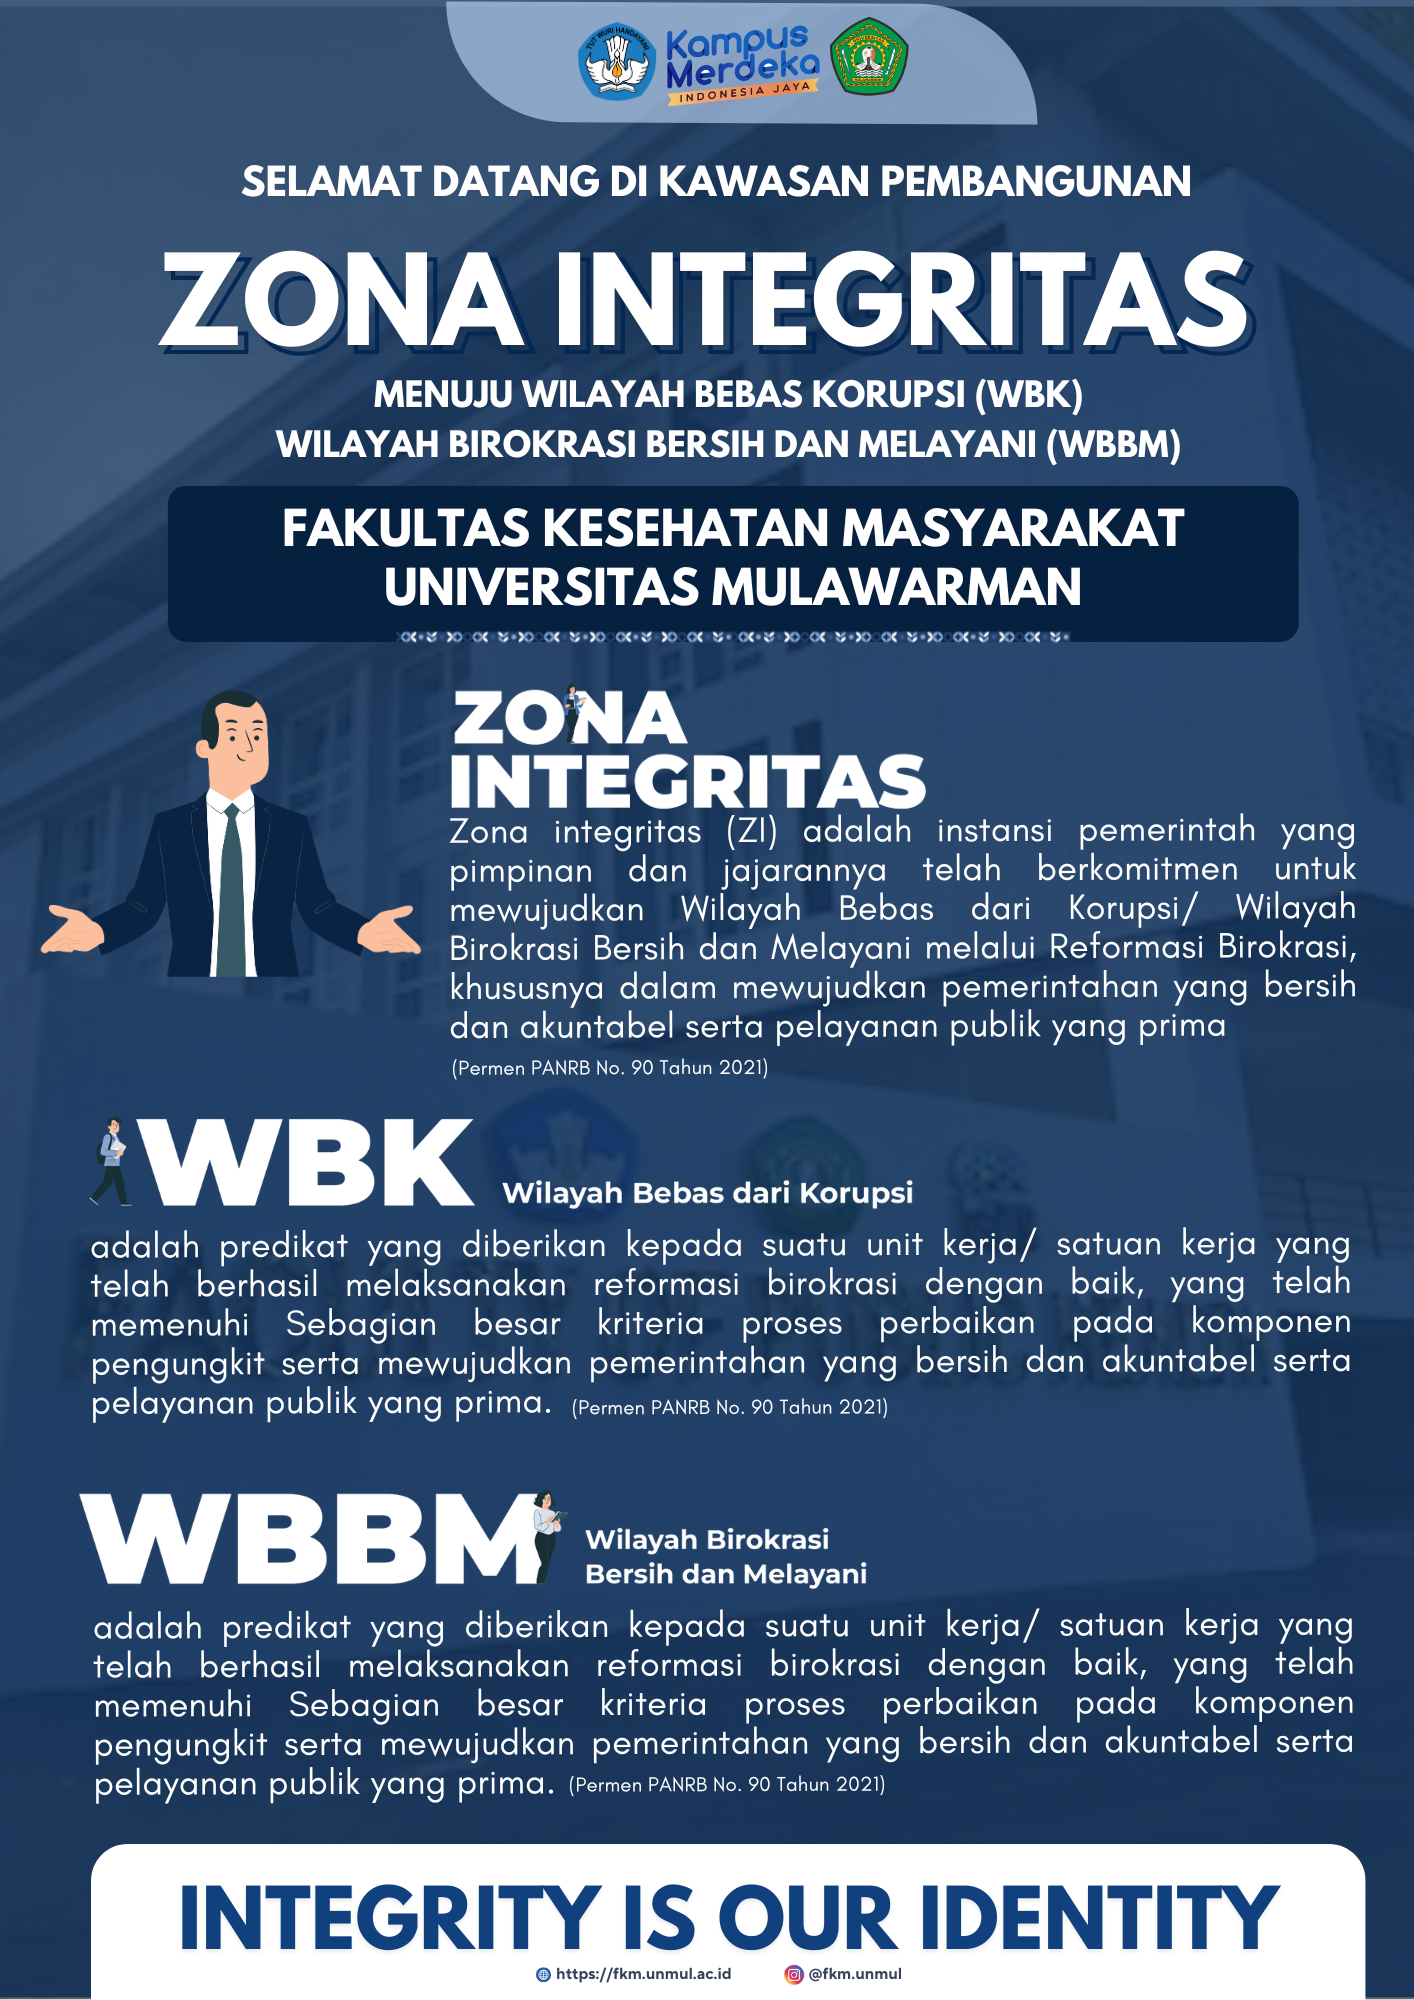 TUT WURI HANDAYANI
Kampus
Merdeka
INDONESIA JAYA
SELAMAT DATANG DI KAWASAN PEMBANGUNAN
ZONA INTEGRITAS
MENUJU WILAYAH BEBAS KORUPSI (WBK)
WILAYAH BIROKRASI BERSIH DAN MELAYANI (WBBM)
FAKULTAS KESEHATAN MASYARAKAT
UNIVERSITAS MULAWARMAN
ZONA
INTEGRITAS
Zona integritas (ZI) adalah instansi pemerintah yang
pimpinan dan jajarannya telah berkomitmen untuk
mewujudkan Wilayah Bebas dari Korupsi/ Wilayah
Birokrasi Bersih dan Melayani melalui Reformasi Birokrasi,
khususnya dalam mewujudkan pemerintahan yang bersih
dan akuntabel serta pelayanan publik yang prima
(Permen PANRB No. 90 Tahun 2021)
WBK Wilayah Bebas dari Korupsi
adalah predikat yang diberikan kepada suatu unit kerja/ satuan kerja yang
telah berhasil melaksanakan reformasi birokrasi dengan baik, yang telah
memenuhi Sebagian besar kriteria proses perbaikan pada komponen
pengungkit serta mewujudkan pemerintahan yang bersih dan akuntabel serta
pelayanan publik yang prima. (Permen PANRB No. 90 Tahun 2021)
WBBM Wilayah Birokrasi
Bersih dan Melayani
adalah predikat yang diberikan kepada suatu unit kerja/ satuan kerja yang
telah berhasil melaksanakan reformasi birokrasi dengan baik, yang telah
memenuhi Sebagian besar kriteria proses perbaikan pada komponen
pengungkit serta mewujudkan pemerintahan yang bersih dan akuntabel serta
pelayanan publik yang prima. (Permen PANRB No. 90 Tahun 2021)
INTEGRITY IS OUR IDENTITY
https://fkm.unmul.ac.id @fkm.unmul